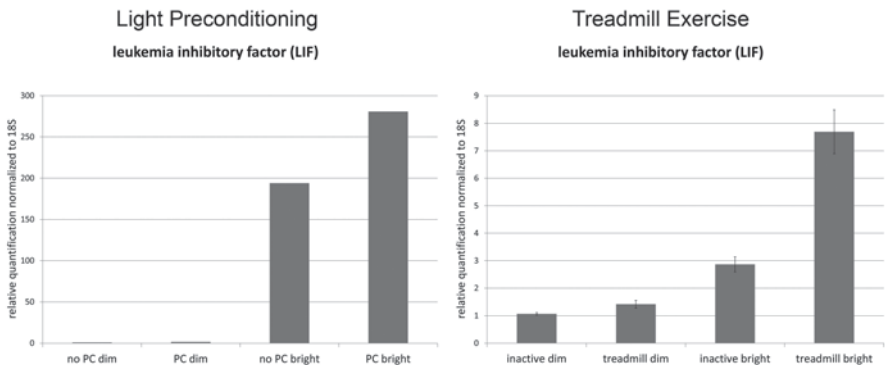 Light Preconditioning
leukemia inhibitory factor (LIF)
relative quantification normalized to 18S
300
250
200
150
100
50
0
no PC dim
PC dim
no PC bright
PC bright
Treadmill Exercise
leukemia inhibitory factor (LIF)
relative quantification normalized to 18S
9
8
7
6
5
4
3
2
1
0
inactive dim
treadmill dim
inactive bright
treadmill bright